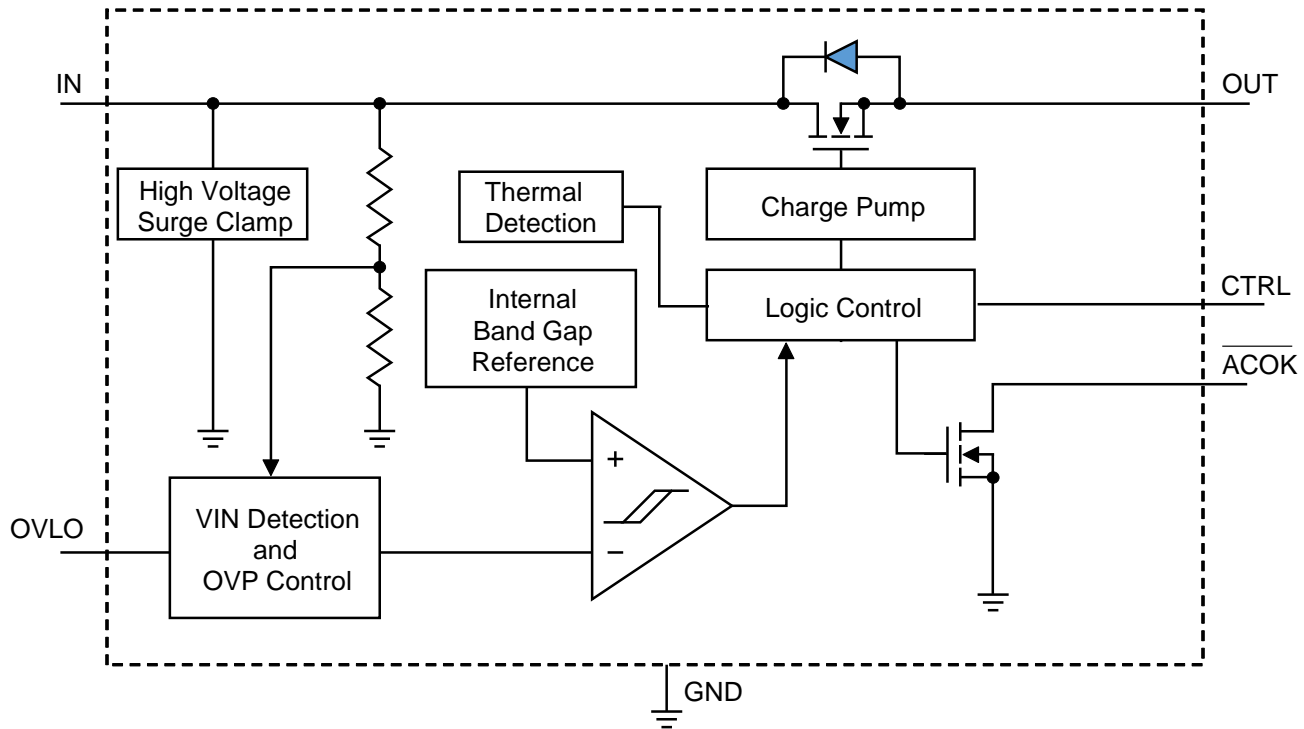 IN
OUT
High Voltage
Surge Clamp
Thermal
Detection
Charge Pump
Internal
Band Gap
Reference
Logic Control
CTRL
ACOK
+
−
VIN Detection
and
OVP Control
OVLO
GND